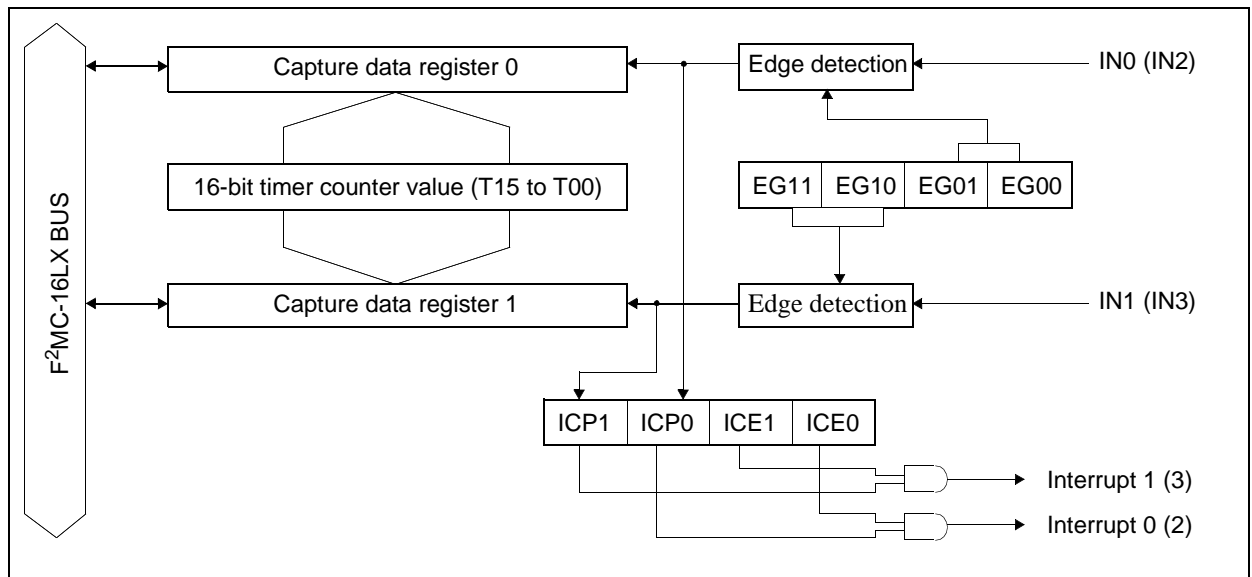 F²MC-16LX BUS
Capture data register 0
Edge detection
IN0 (IN2)
16-bit timer counter value (T15 to T00)
EG11 EG10 EG01 EG00
Capture data register 1
Edge detection
IN1 (IN3)
ICP1 ICP0 ICE1 ICE0
Interrupt 1 (3)
Interrupt 0 (2)